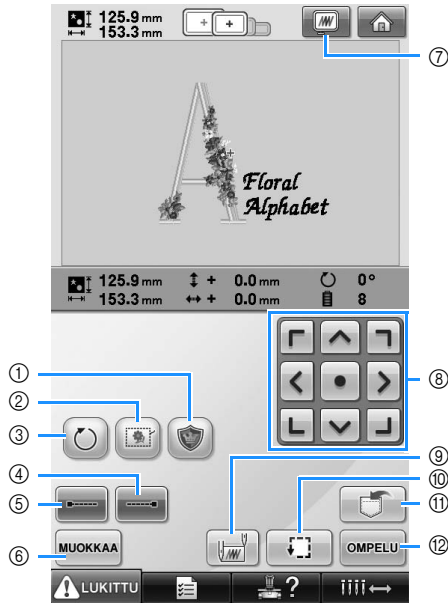 125.9 mm
153.3 mm
⑦
Floral
Alphabet
125.9 mm + 0.0 mm 0°
153.3 mm + 0.0 mm 8
①
②
③
④
⑤
⑥
⑧
⑨
⑩
⑪
⑫
MUOKKAA
OMPELU
LUKITTU
?